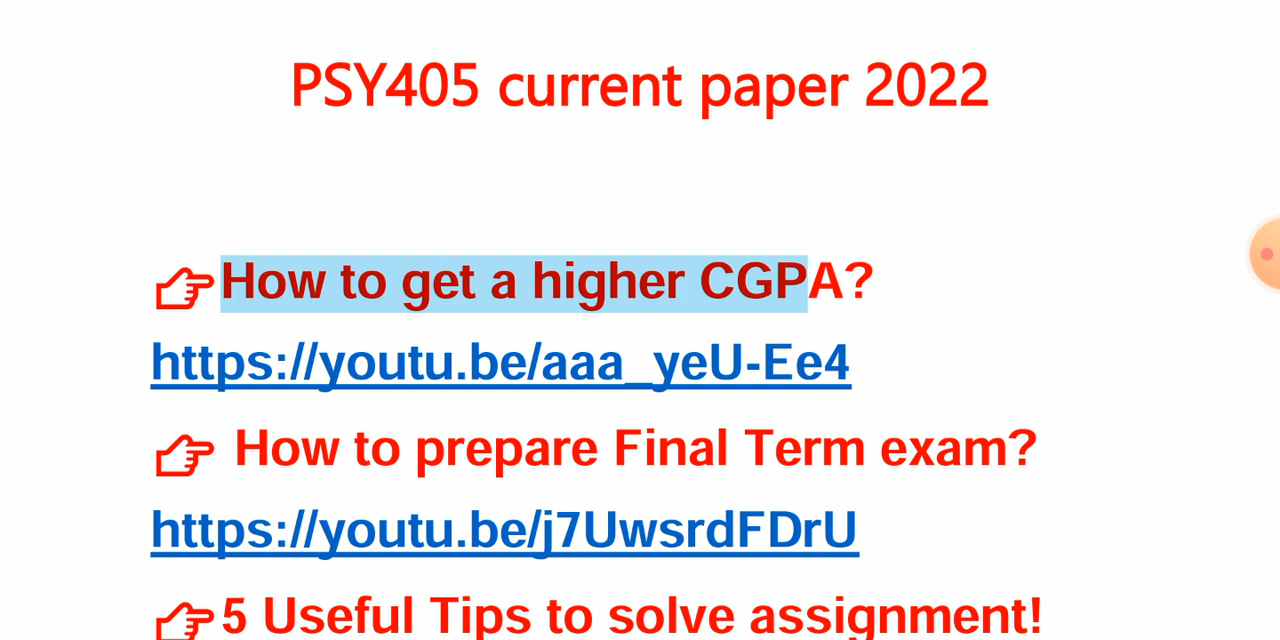 PSY405 current paper 2022
👉How to get a higher CGPA?
https://youtu.be/aaa_yeU-Ee4
👉 How to prepare Final Term exam?
https://youtu.be/j7UwsrdFDrU
👉5 Useful Tips to solve assignment!